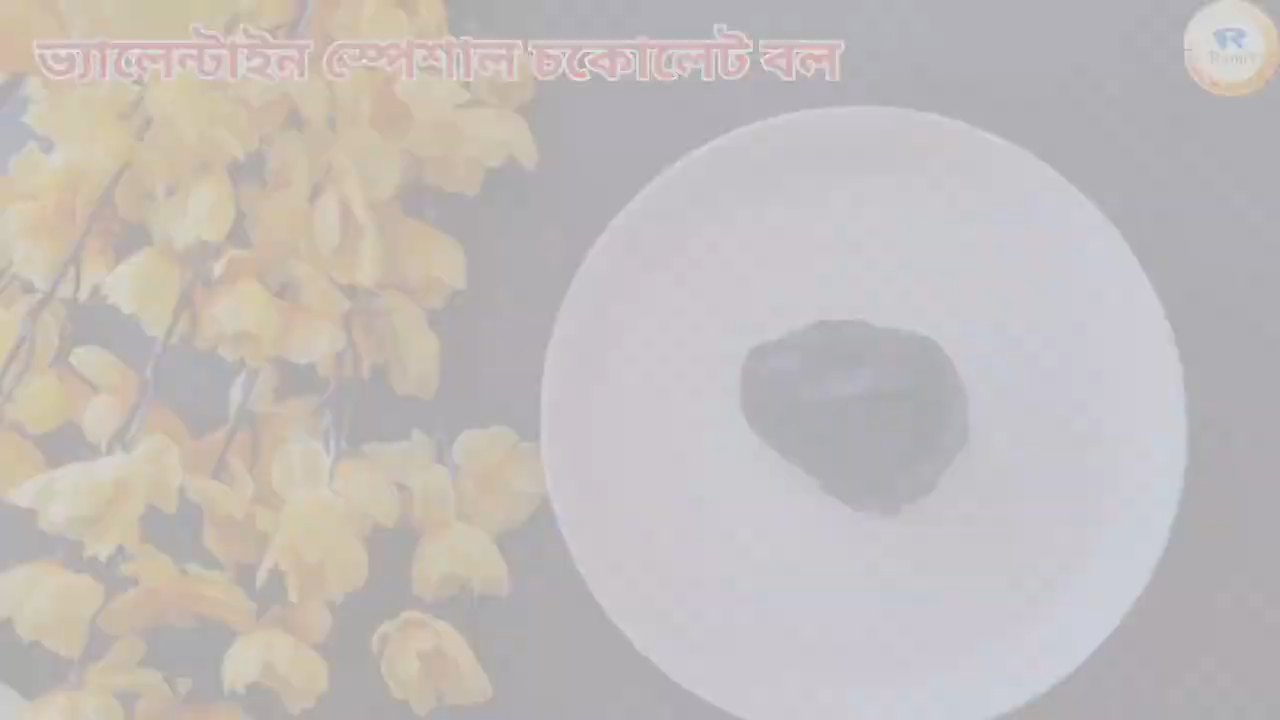 ভ্যালেন্টাইন স্পেশাল চকোলেট বল